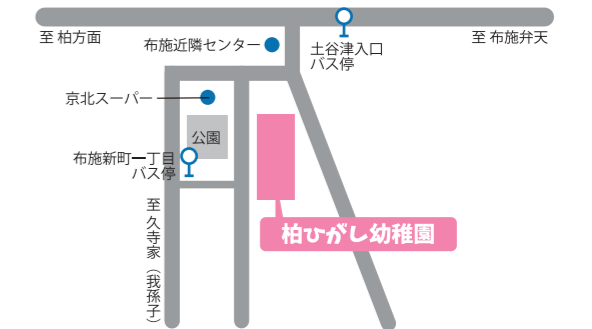 至 柏方面
布施近隣センター
土谷津入口
バス停
至 布施弁天
京北スーパー
公園
布施新町一丁目
バス停
至 久寺家（我孫子）
柏ひがし幼稚園